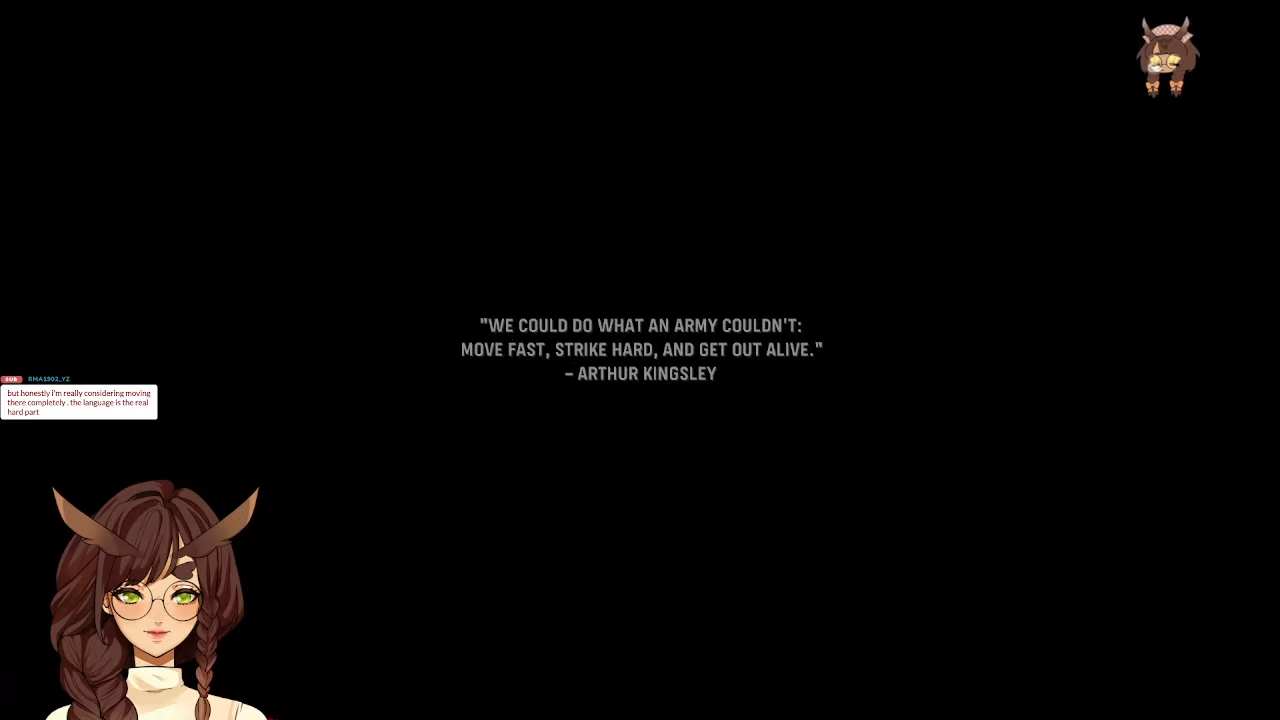 "WE COULD DO WHAT AN ARMY COULDN'T:
MOVE FAST, STRIKE HARD, AND GET OUT ALIVE."
– ARTHUR KINGSLEY
SUB RMA1902_YZ
but honestly i'm really considering moving
there completely . the language is the real
hard part